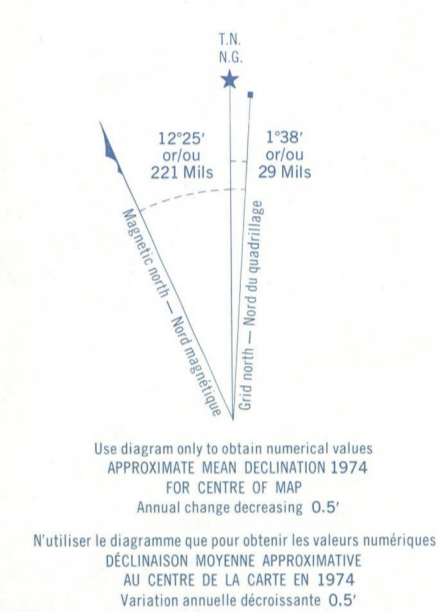 T.N.
N.G.
12°25′
or/ou
221 Mils
1°38′
or/ou
29 Mils
Magnetic north — Nord magnétique
Grid north — Nord du quadrillage
Use diagram only to obtain numerical values
APPROXIMATE MEAN DECLINATION 1974
FOR CENTRE OF MAP
Annual change decreasing 0.5′
N'utiliser le diagramme que pour obtenir les valeurs numériques
DÉCLINAISON MOYENNE APPROXIMATIVE
AU CENTRE DE LA CARTE EN 1974
Variation annuelle décroissante 0.5′